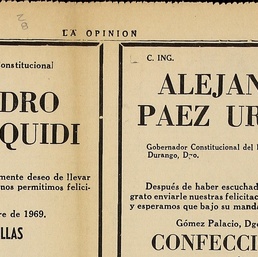 LA OPINION
onstitucional
DRO
QUIDI
mente deseo de llevar
nos permitimos felici-
re de 1969.
LLAS
C. ING.
ALEJAN
PAEZ UR
Gobernador Constitucional del
Durango, Dgo.
Después de haber escuchad
grato enviarle nuestras felicitac
y esperamos que bajo su mand
Gómez Palacio, Dg
CONFECCI